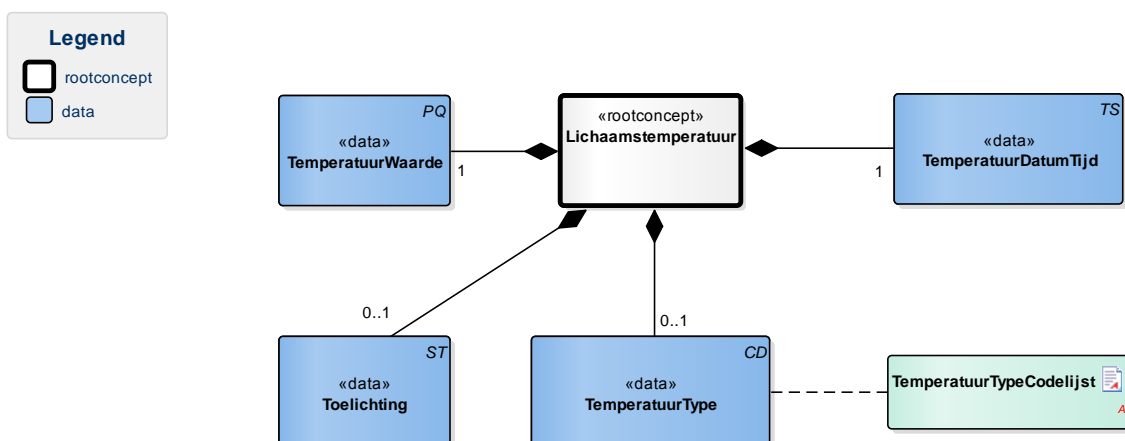 Legend
rootconcept
data
PQ
«data»
TemperatuurWaarde
1
«rootconcept»
Lichaamstemperatuur
TS
«data»
TemperatuurDatumTijd
1
0..1
0..1
ST
«data»
Toelichting
CD
«data»
TemperatuurType
TemperatuurTypeCodelijst
A